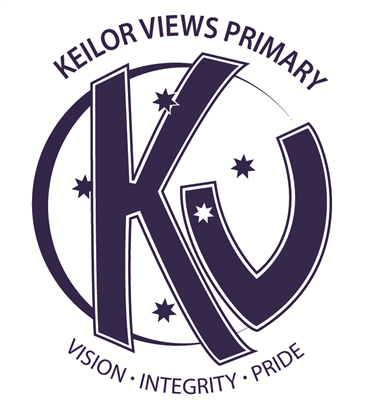 KEILOR VIEWS PRIMARY
KV
VISION · INTEGRITY · PRIDE